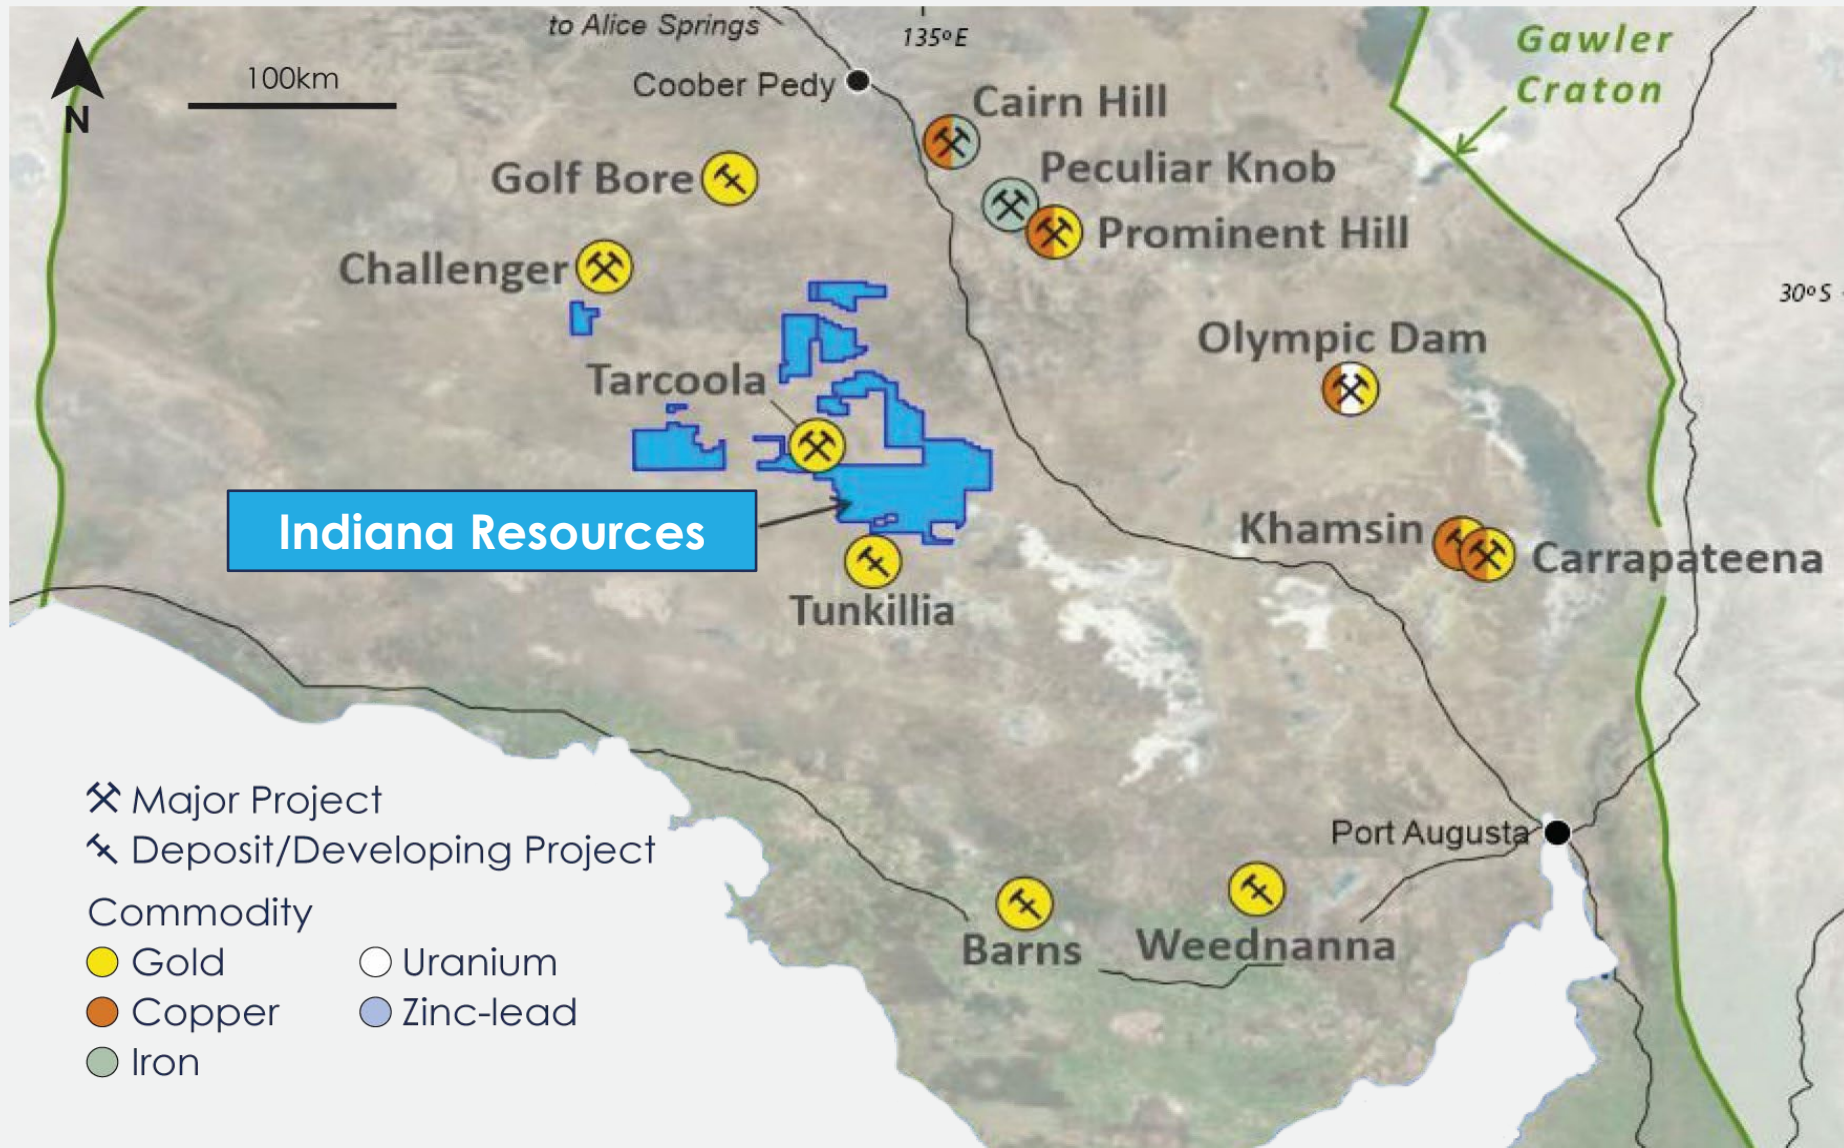 to Alice Springs
135ºE
Gawler
Craton
100km
N
Coober Pedy
Cairn Hill
Peculiar Knob
Golf Bore
Prominent Hill
Challenger
30ºS
Olympic Dam
Tarcoola
Indiana Resources
Khamsin
Carrapateena
Tunkillia
Major Project
Deposit/Developing Project
Port Augusta
Commodity
Barns
Weednanna
Gold
Uranium
Copper
Zinc-lead
Iron